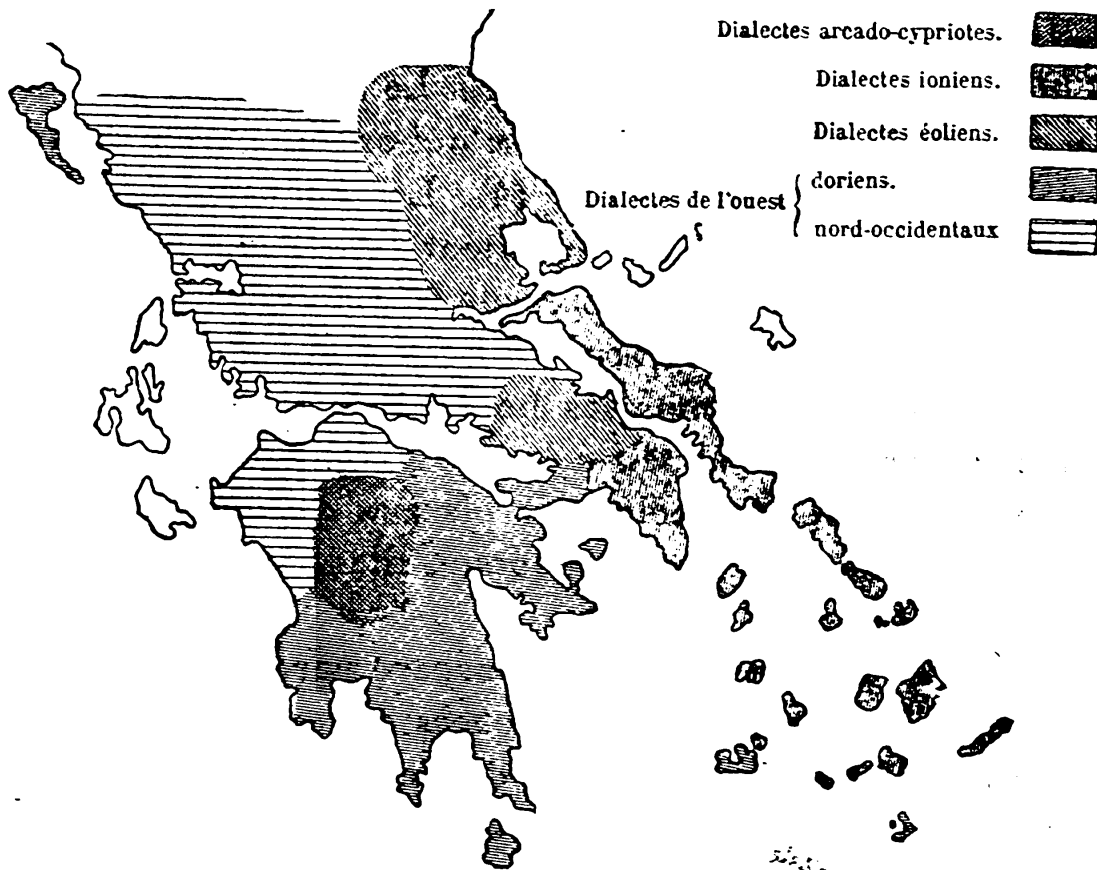 Dialectes arcado-cypriotes.
Dialectes ioniens.
Dialectes éoliens.
Dialectes de l'ouest { doriens.
nord-occidentaux